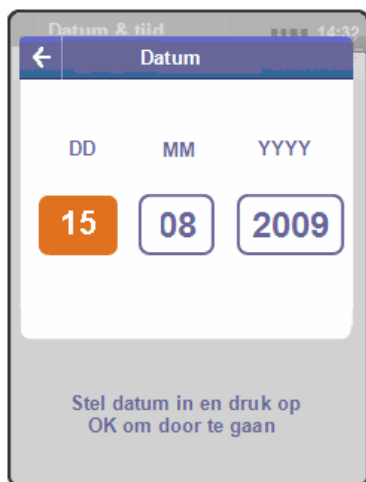 Datum & tijd 14:32
Datum
DD MM YYYY
15 08 2009
Stel datum in en druk op
OK om door te gaan